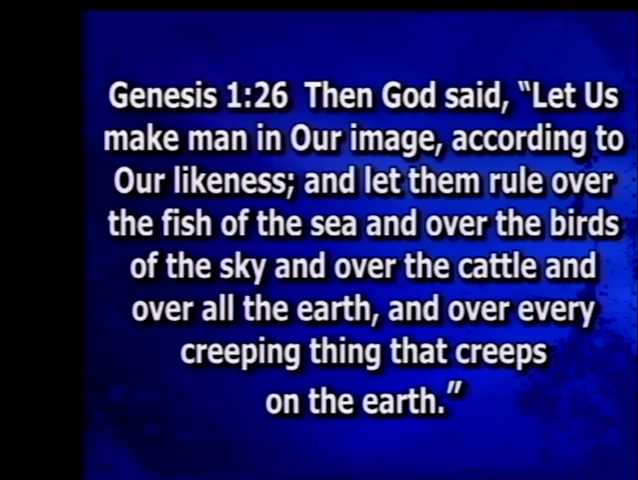 Genesis 1:26 Then God said, “Let Us
make man in Our image, according to
Our likeness; and let them rule over
the fish of the sea and over the birds
of the sky and over the cattle and
over all the earth, and over every
creeping thing that creeps
on the earth.”